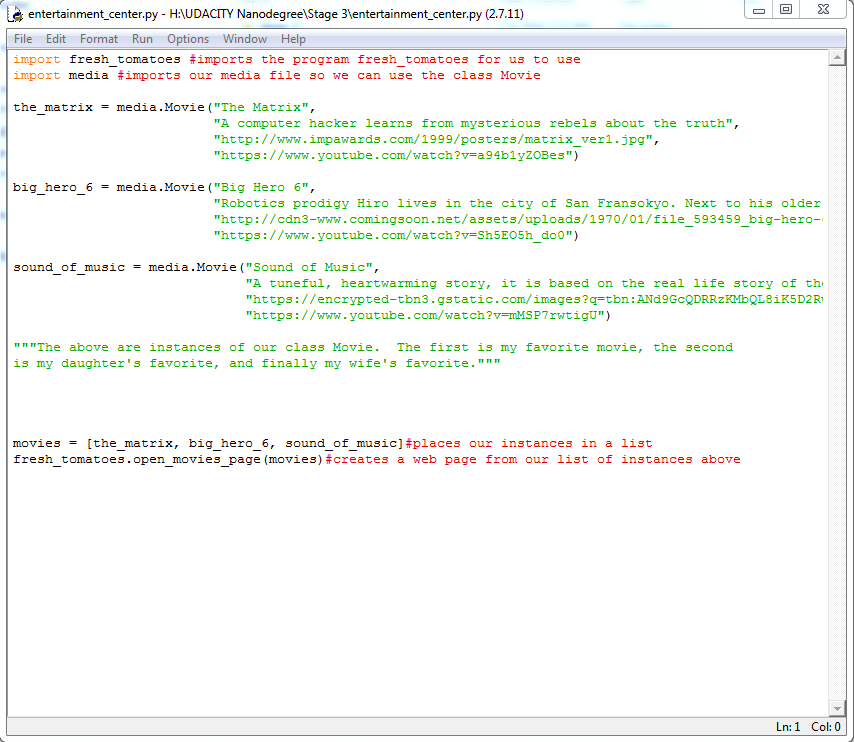 entertainment_center.py - H:\UDACITY Nanodegree\Stage 3\entertainment_center.py (2.7.11)
File Edit Format Run Options Window Help
import fresh_tomatoes #imports the program fresh_tomatoes for us to use
import media #imports our media file so we can use the class Movie
the_matrix = media.Movie("The Matrix",
"A computer hacker learns from mysterious rebels about the truth",
"http://www.impawards.com/1999/posters/matrix_ver1.jpg",
"https://www.youtube.com/watch?v=a94b1yZOBes")
big_hero_6 = media.Movie("Big Hero 6",
"Robotics prodigy Hiro lives in the city of San Fransokyo. Next to his older
"http://cdn3-www.comingsoon.net/assets/uploads/1970/01/file_593459_big-hero-
"https://www.youtube.com/watch?v=Sh5EO5h_do0")
sound_of_music = media.Movie("Sound of Music",
"A tuneful, heartwarming story, it is based on the real life story of the
"https://encrypted-tbn3.gstatic.com/images?q=tbn:ANd9GcQDRRzKMbQL8iK5D2Rw
"https://www.youtube.com/watch?v=mMSP7rwtigU")
"""The above are instances of our class Movie.  The first is my favorite movie, the second
is my daughter's favorite, and finally my wife's favorite."""
movies = [the_matrix, big_hero_6, sound_of_music]#places our instances in a list
fresh_tomatoes.open_movies_page(movies)#creates a web page from our list of instances above
Ln: 1 Col: 0